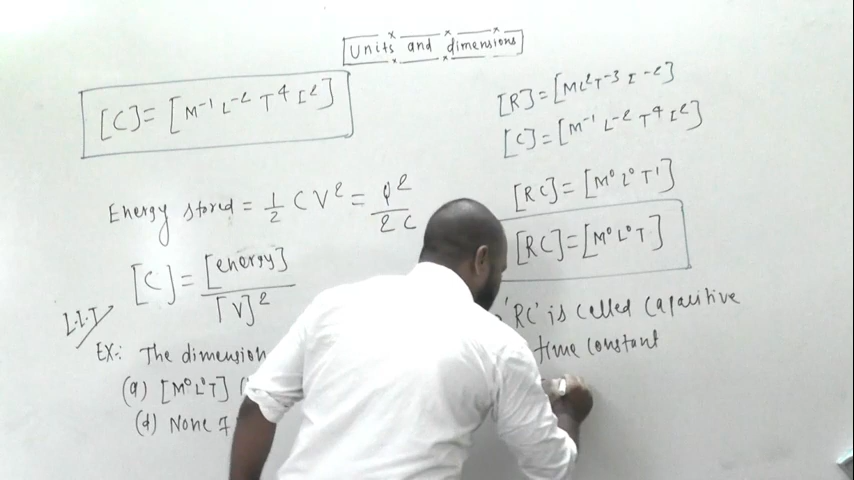 Units and dimensions
[C]= [M⁻¹ L⁻² T⁴ I²]
Energy stored = 1/2 CV² = Q²/2C
[C] = [energy]/[V]²
I.I.T
EX:. The dimension
(a) [M⁰L⁰T]
(d) None
[R]=[ML²T⁻³ I⁻²]
[C]=[M⁻¹ L⁻² T⁴ I²]
[RC]=[M⁰ L⁰ T¹]
[RC]=[M⁰L⁰T]
'RC' is called capacitive
time constant